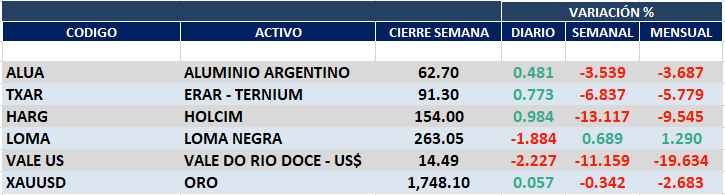 VARIACIÓN %
CODIGO ACTIVO CIERRE SEMANA DIARIO SEMANAL MENSUAL
ALUA ALUMINIO ARGENTINO 62.70 0.481 -3.539 -3.687
TXAR ERAR - TERNIUM 91.30 0.773 -6.837 -5.779
HARG HOLCIM 154.00 0.984 -13.117 -9.545
LOMA LOMA NEGRA 263.05 -1.884 0.689 1.290
VALE US VALE DO RIO DOCE - US$ 14.49 -2.227 -11.159 -19.634
XAUUSD ORO 1,748.10 0.057 -0.342 -2.683